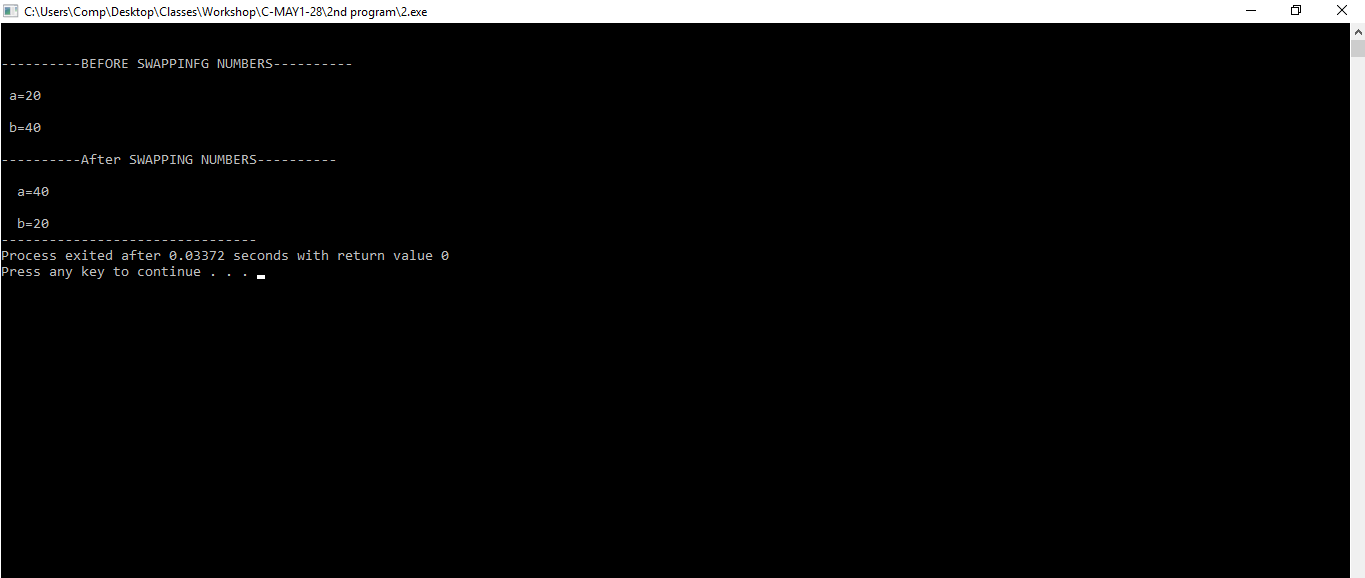 C:\Users\Comp\Desktop\Classes\Workshop\C-MAY1-28\2nd program\2.exe
----------BEFORE SWAPPINFG NUMBERS----------
a=20
b=40
----------After SWAPPING NUMBERS----------
a=40
b=20
--------------------------------
Process exited after 0.03372 seconds with return value 0
Press any key to continue . . .